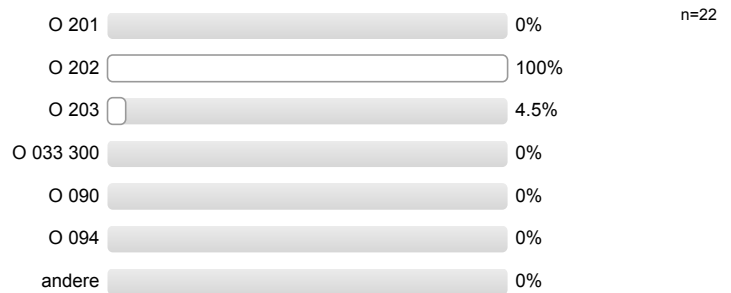 n=22
O 201 0%
O 202 100%
O 203 4.5%
O 033 300 0%
O 090 0%
O 094 0%
andere 0%